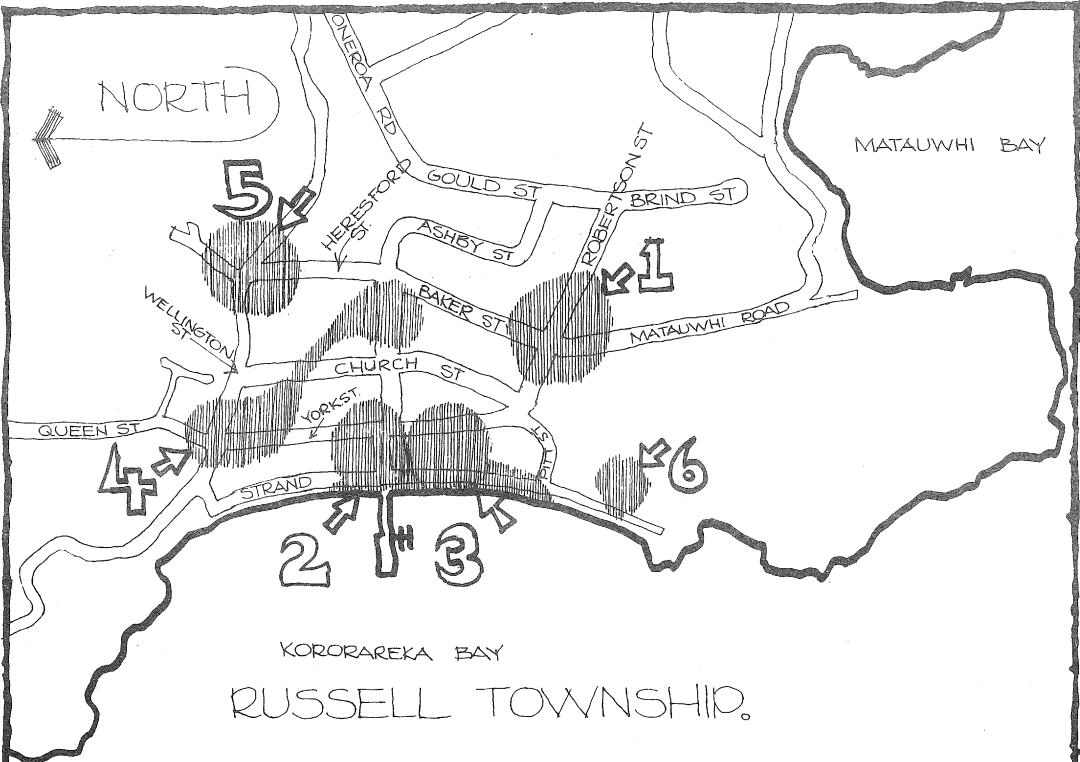 ONEROA RD
NORTH
MATAUWHI BAY
5
HERESFORD
ST.
GOULD ST
ROBERTSON ST
BRIND ST
ASHBY ST
1
BAKER ST
MATAUWHI ROAD
WELLINGTON
ST
CHURCH ST
YORK ST.
QUEEN ST
ST
4
STRAND
6
2
3
KORORAREKA BAY
RUSSELL TOWNSHIP.